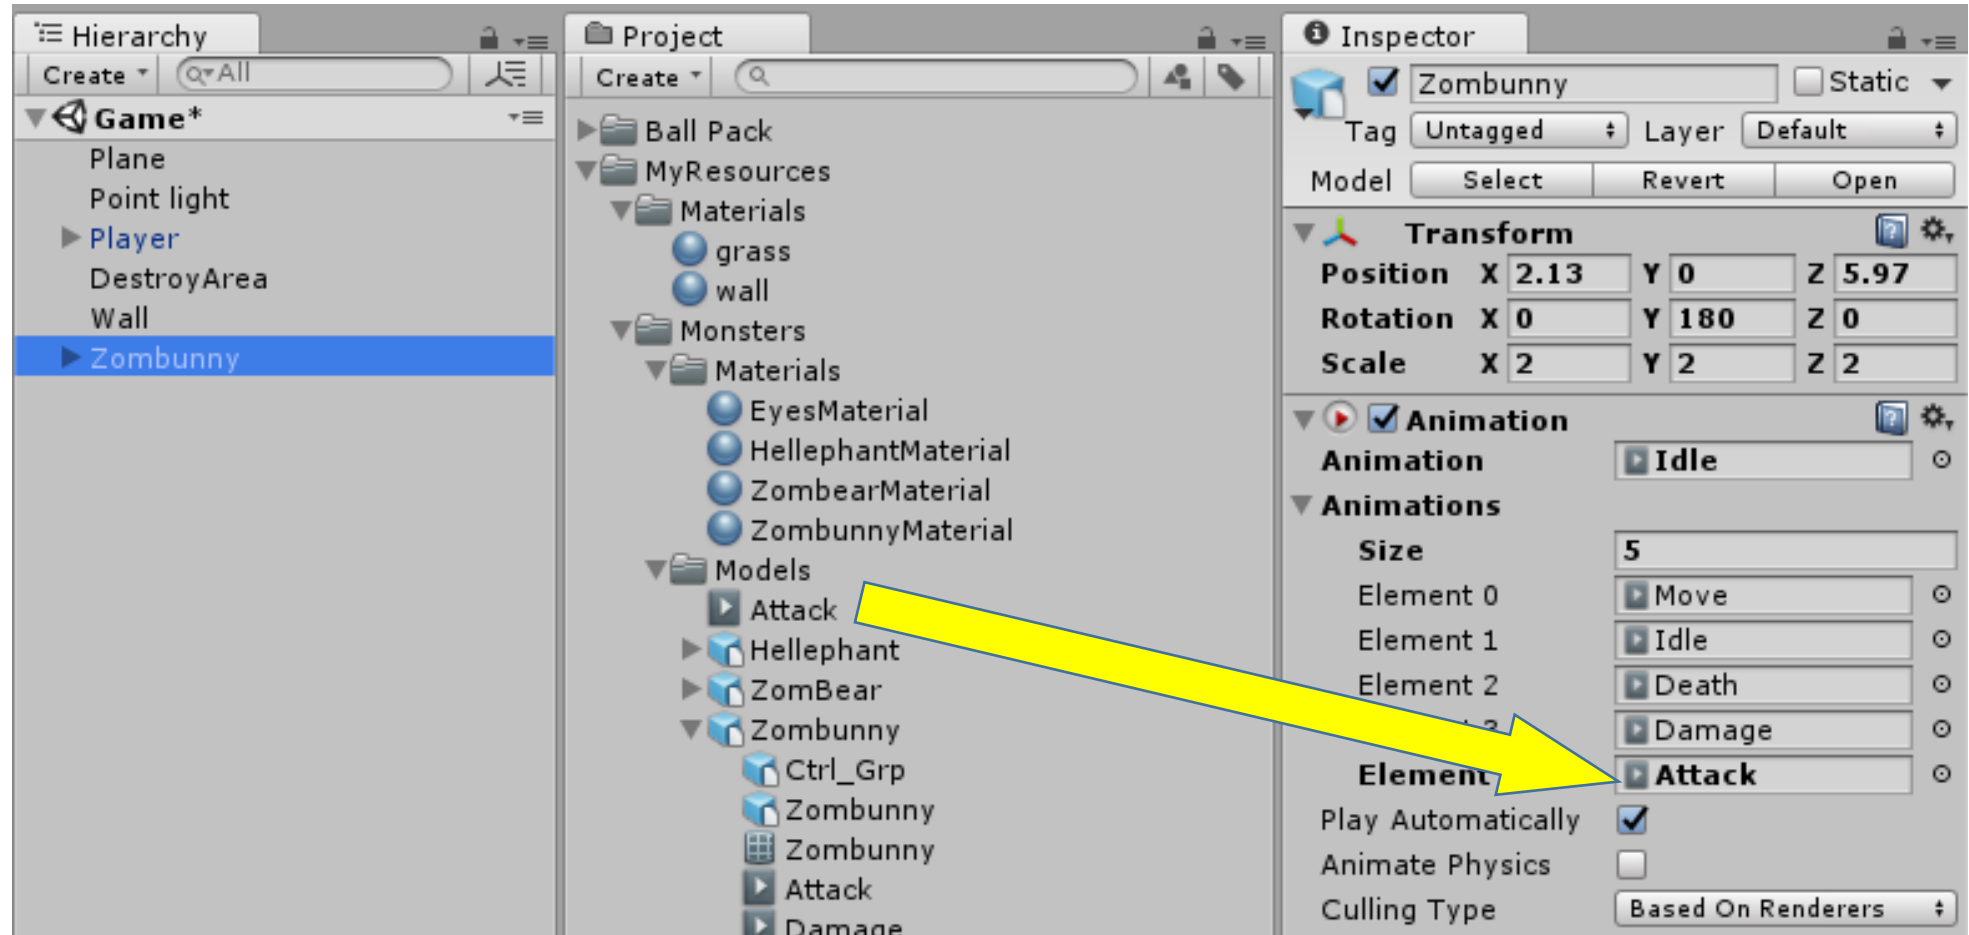 Hierarchy
Create
All
Game*
Plane
Point light
Player
DestroyArea
Wall
Zombunny
Project
Create
Ball Pack
MyResources
Materials
grass
wall
Monsters
Materials
EyesMaterial
HellephantMaterial
ZombearMaterial
ZombunnyMaterial
Models
Attack
Hellephant
ZomBear
Zombunny
Ctrl_Grp
Zombunny
Zombunny
Attack
Damage
Inspector
Zombunny Static
Tag Untagged Layer Default
Model Select Revert Open
Transform
Position X 2.13 Y 0 Z 5.97
Rotation X 0 Y 180 Z 0
Scale X 2 Y 2 Z 2
Animation
Animation Idle
Animations
Size 5
Element 0 Move
Element 1 Idle
Element 2 Death
3 Damage
Element Attack
Play Automatically
Animate Physics
Culling Type Based On Renderers